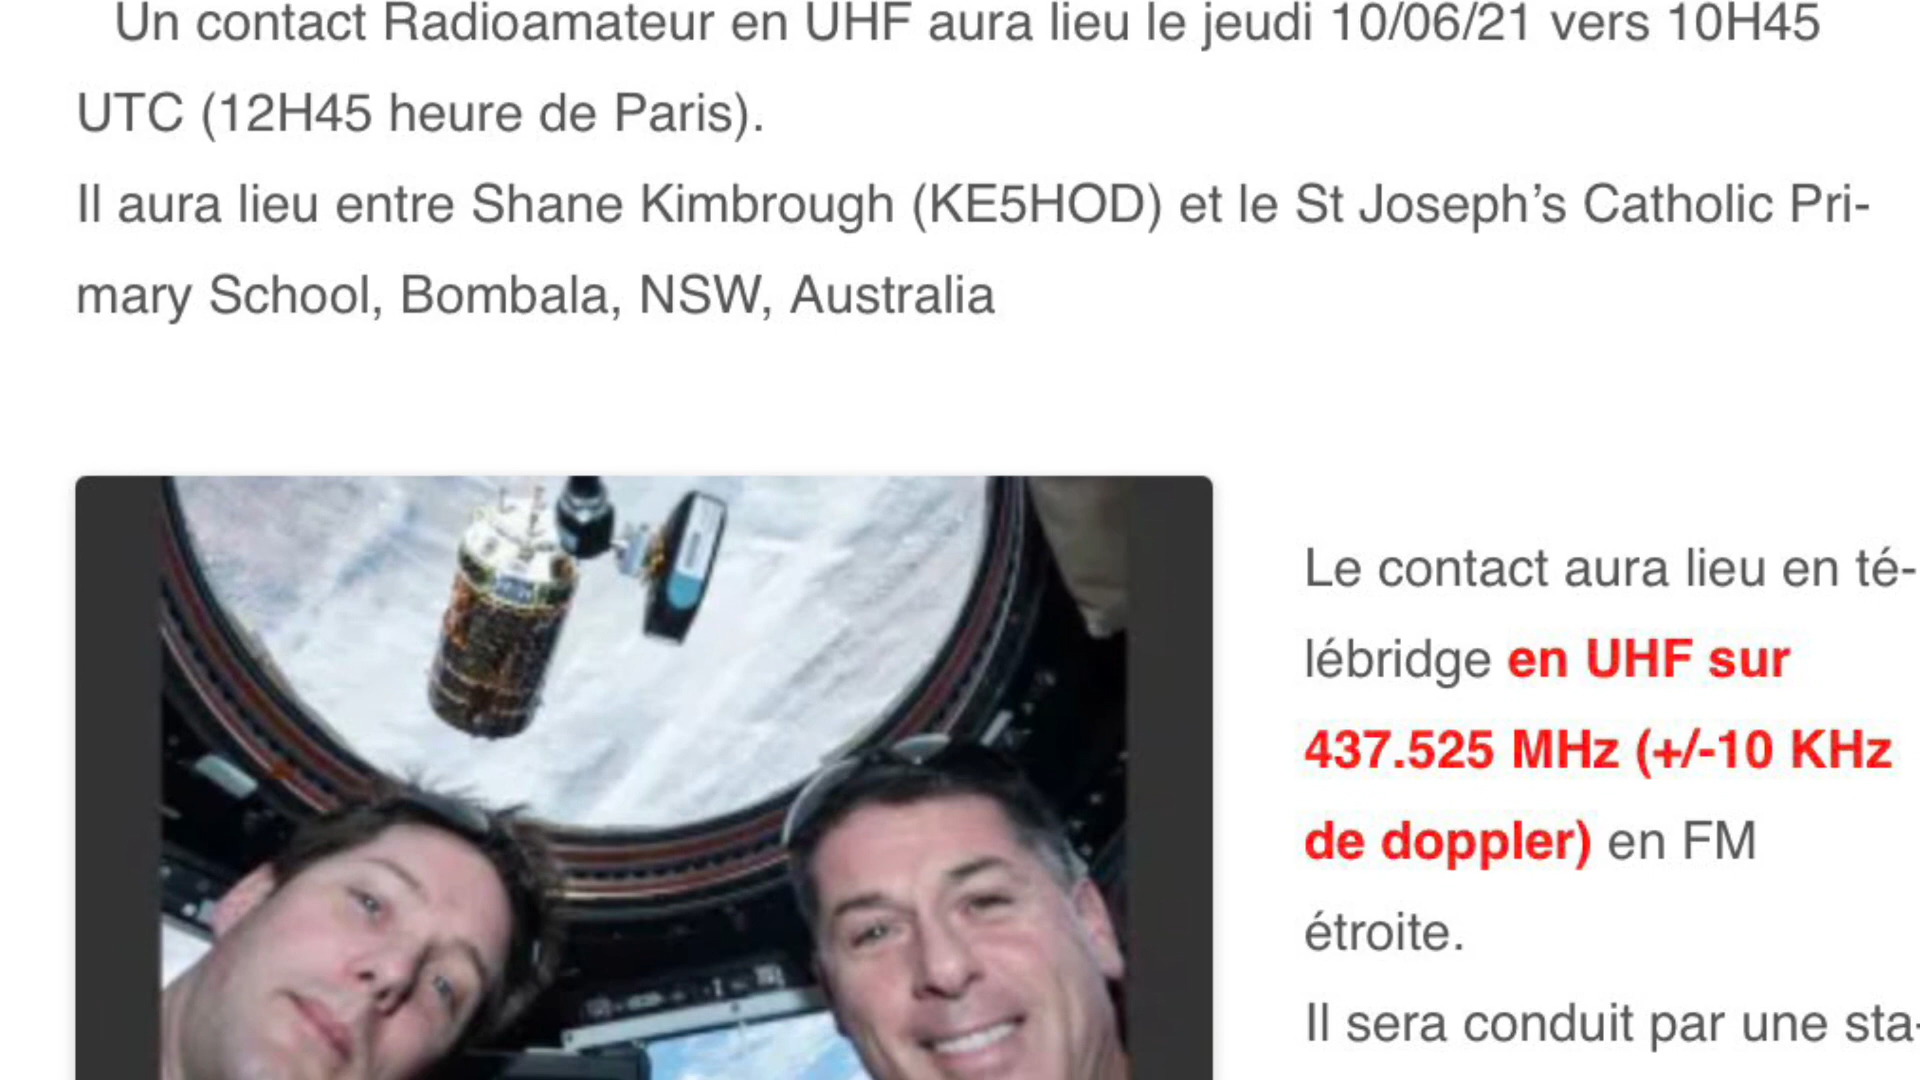 Un contact Radioamateur en UHF aura lieu le jeudi 10/06/21 vers 10H45
UTC (12H45 heure de Paris).
Il aura lieu entre Shane Kimbrough (KE5HOD) et le St Joseph’s Catholic Pri-
mary School, Bombala, NSW, Australia
Le contact aura lieu en té-
lébridge en UHF sur
437.525 MHz (+/-10 KHz
de doppler) en FM
étroite.
Il sera conduit par une sta-